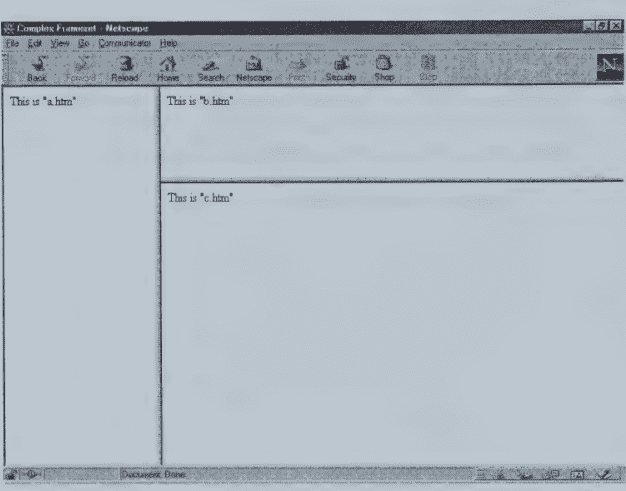 Complex Frameset - Netscape
File Edit View Go Communicator Help
Back Forward Reload Home Search Netscape Print Security Shop Stop
N
This is "a.htm"
This is "b.htm"
This is "c.htm"
Document: Done